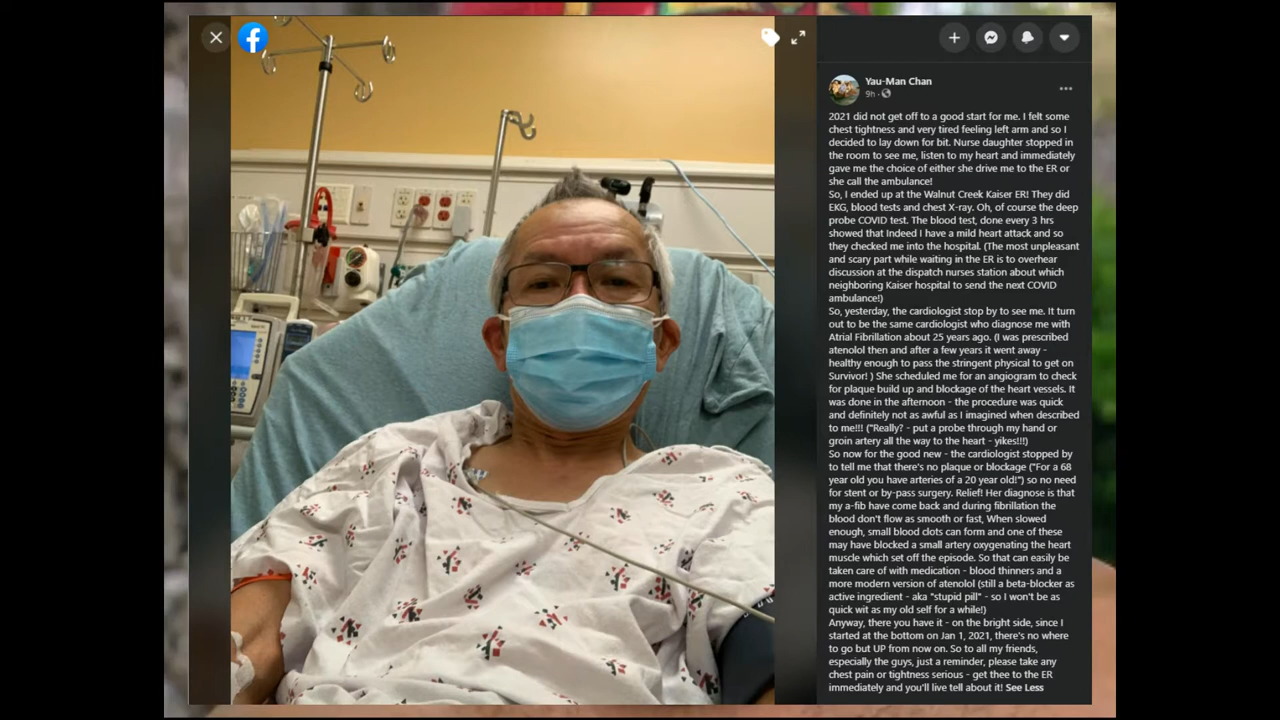 Yau-Man Chan
9h ·
2021 did not get off to a good start for me. I felt some
chest tightness and very tired feeling left arm and so I
decided to lay down for bit. Nurse daughter stopped in
the room to see me, listen to my heart and immediately
gave me the choice of either she drive me to the ER or
she call the ambulance!
So, I ended up at the Walnut Creek Kaiser ER! They did
EKG, blood tests and chest X-ray. Oh, of course the deep
probe COVID test. The blood test, done every 3 hrs
showed that Indeed I have a mild heart attack and so
they checked me into the hospital. (The most unpleasant
and scary part while waiting in the ER is to overhear
discussion at the dispatch nurses station about which
neighboring Kaiser hospital to send the next COVID
ambulance!)
So, yesterday, the cardiologist stop by to see me. It turn
out to be the same cardiologist who diagnose me with
Atrial Fibrillation about 25 years ago. (I was prescribed
atenolol then and after a few years it went away -
healthy enough to pass the stringent physical to get on
Survivor! ) She scheduled me for an angiogram to check
for plaque build up and blockage of the heart vessels. It
was done in the afternoon - the procedure was quick
and definitely not as awful as I imagined when described
to me!!! ("Really? - put a probe through my hand or
groin artery all the way to the heart - yikes!!!)
So now for the good new - the cardiologist stopped by
to tell me that there's no plaque or blockage ("For a 68
year old you have arteries of a 20 year old!") so no need
for stent or by-pass surgery. Relief! Her diagnose is that
my a-fib have come back and during fibrillation the
blood don't flow as smooth or fast, When slowed
enough, small blood clots can form and one of these
may have blocked a small artery oxygenating the heart
muscle which set off the episode. So that can easily be
taken care of with medication - blood thinners and a
more modern version of atenolol (still a beta-blocker as
active ingredient - aka "stupid pill" - so I won't be as
quick wit as my old self for a while!)
Anyway, there you have it - on the bright side, since I
started at the bottom on Jan 1, 2021, there's no where
to go but UP from now on. So to all my friends,
especially the guys, just a reminder, please take any
chest pain or tightness serious - get thee to the ER
immediately and you'll live tell about it! See Less